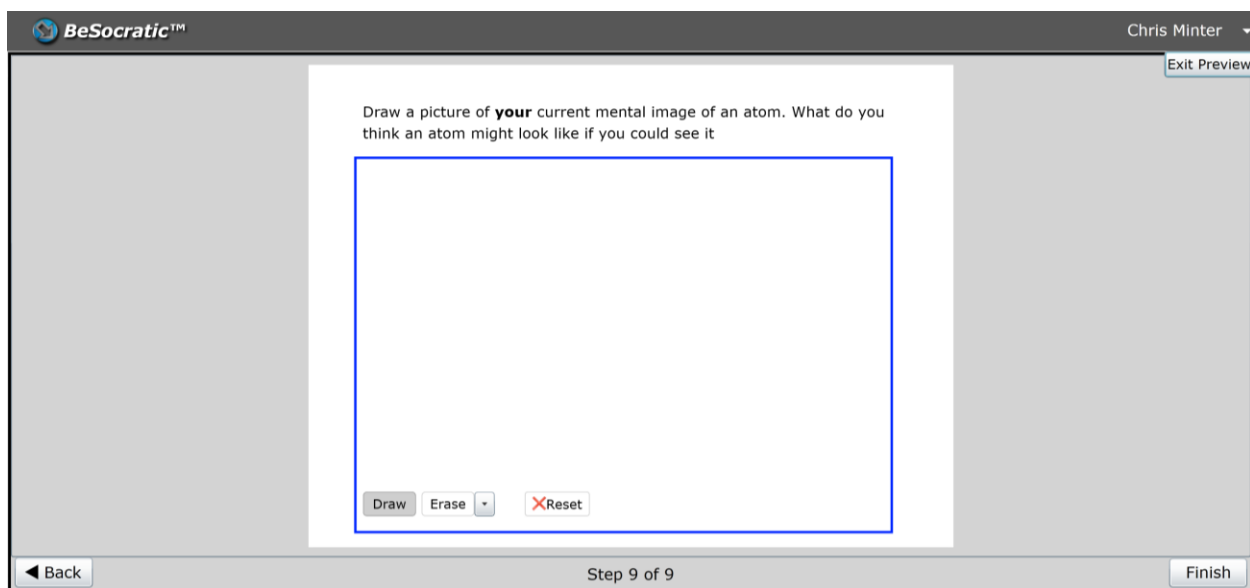 BeSocratic™
Chris Minter
Exit Preview
Draw a picture of your current mental image of an atom. What do you
think an atom might look like if you could see it
Draw
Erase
Reset
Back
Step 9 of 9
Finish